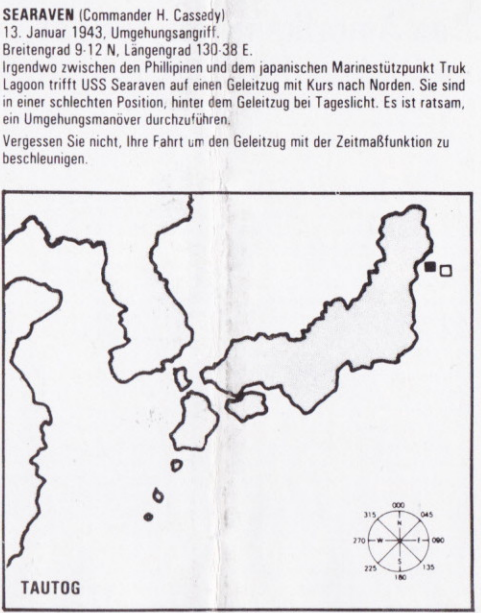 SEARAVEN (Commander H. Cassedy)
13. Januar 1943, Umgehungsangriff.
Breitengrad 9-12 N, Längengrad 130-38 E.
Irgendwo zwischen den Phillipinen und dem japanischen Marinestützpunkt Truk
Lagoon trifft USS Searaven auf einen Geleitzug mit Kurs nach Norden. Sie sind
in einer schlechten Position, hinter dem Geleitzug bei Tageslicht. Es ist ratsam,
ein Umgehungsmanöver durchzuführen.
Vergessen Sie nicht, Ihre Fahrt um den Geleitzug mit der Zeitmaßfunktion zu
beschleunigen.
000
315 045
N
270 W E 090
S
225 135
180
TAUTOG